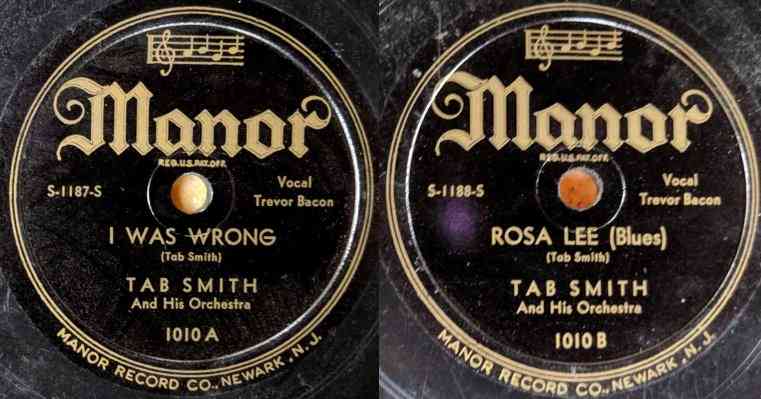 Manor
REG.U.S.PAT.OFF.
S-1187-S
Vocal
Trevor Bacon
I WAS WRONG
(Tab Smith)
TAB SMITH
And His Orchestra
1010 A
MANOR RECORD CO., NEWARK, N.J.
Manor
REG.U.S.PAT.OFF.
S-1188-S
Vocal
Trevor Bacon
ROSA LEE (Blues)
(Tab Smith)
TAB SMITH
And His Orchestra
1010 B
MANOR RECORD CO., NEWARK, N.J.